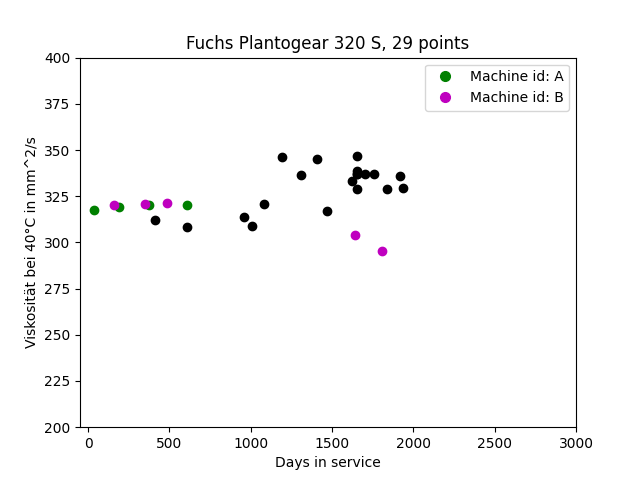 Fuchs Plantogear 320 S, 29 points
Machine id: A
Machine id: B
Viskosität bei 40°C in mm^2/s
400
375
350
325
300
275
250
225
200
0 500 1000 1500 2000 2500 3000
Days in service